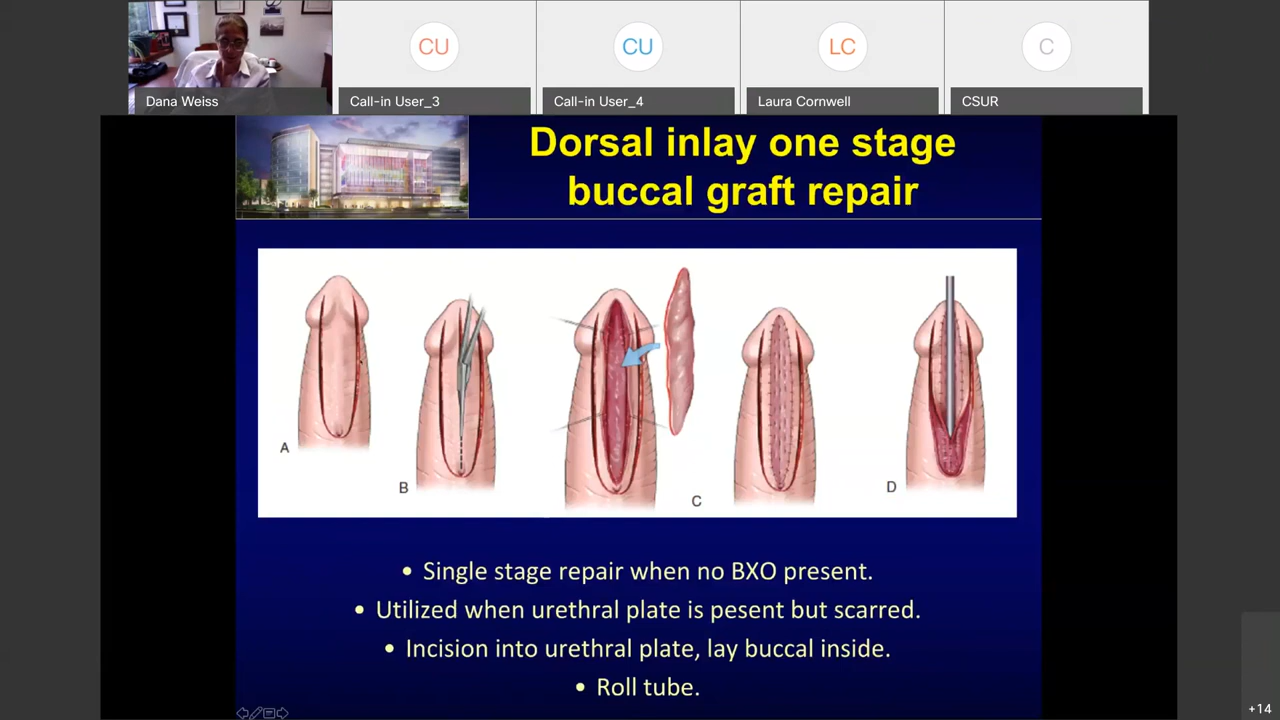 CU
CU
LC
C
Dana Weiss
Call-in User_3
Call-in User_4
Laura Cornwell
CSUR
Dorsal inlay one stage
buccal graft repair
A
B
C
D
• Single stage repair when no BXO present.
• Utilized when urethral plate is pesent but scarred.
• Incision into urethral plate, lay buccal inside.
• Roll tube.
+14